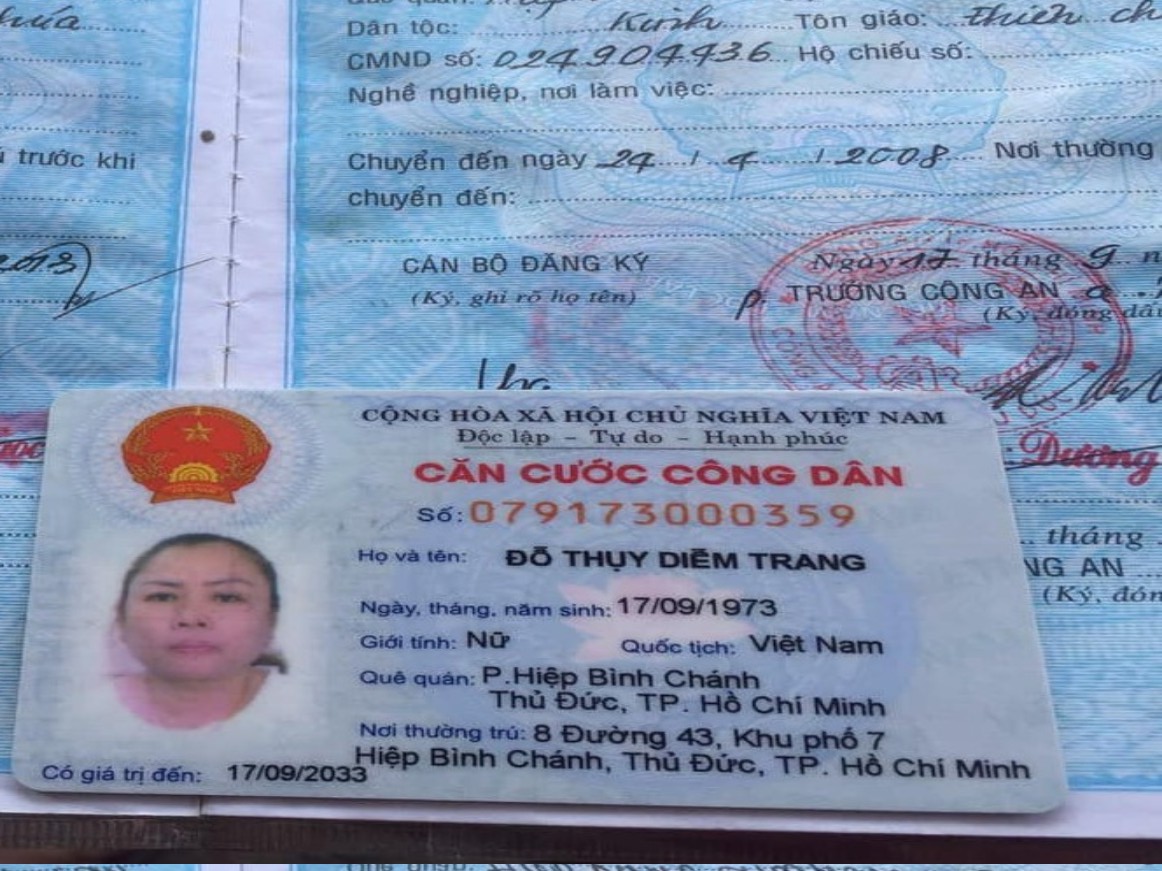 Dân tộc: Kinh Tôn giáo: thiên ch
CMND số: 024904436 Hộ chiếu số:
Nghề nghiệp, nơi làm việc:
trước khi
Chuyển đến ngày 24 / 4 / 2008 Nơi thường
chuyển đến:
2013
CÁN BỘ ĐĂNG KÝ
(Ký, ghi rõ họ tên)
Ngày 17 tháng 9 n
TRƯỞNG CÔNG AN
(Ký, đóng dấu
Dương
tháng
NG AN
(Ký, đón
CỘNG HÒA XÃ HỘI CHỦ NGHĨA VIỆT NAM
Độc lập - Tự do - Hạnh phúc
CĂN CƯỚC CÔNG DÂN
Số: 079173000359
Họ và tên: ĐỖ THỤY DIỄM TRANG
Ngày, tháng, năm sinh: 17/09/1973
Giới tính: Nữ Quốc tịch: Việt Nam
Quê quán: P.Hiệp Bình Chánh
Thủ Đức, TP. Hồ Chí Minh
Nơi thường trú: 8 Đường 43, Khu phố 7
Hiệp Bình Chánh, Thủ Đức, TP. Hồ Chí Minh
Có giá trị đến: 17/09/2033